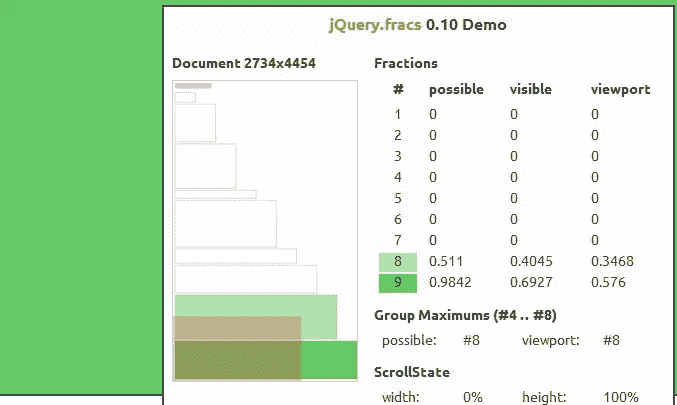 jQuery.fracs 0.10 Demo
Document 2734x4454
Fractions
# possible visible viewport
1 0 0 0
2 0 0 0
3 0 0 0
4 0 0 0
5 0 0 0
6 0 0 0
7 0 0 0
8 0.511 0.4045 0.3468
9 0.9842 0.6927 0.576
Group Maximums (#4 .. #8)
possible: #8 viewport: #8
ScrollState
width: 0% height: 100%